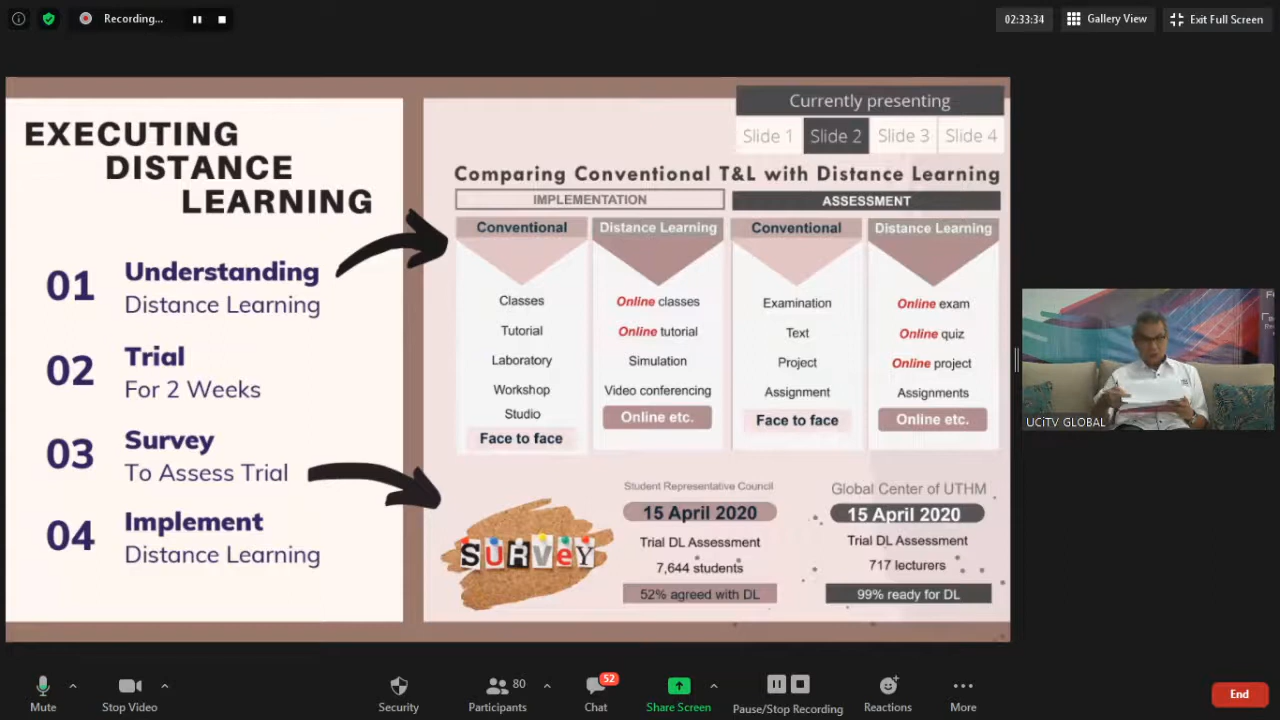 Recording...
02:33:34
Gallery View
Exit Full Screen
EXECUTING
DISTANCE
LEARNING
01
Understanding
Distance Learning
02
Trial
For 2 Weeks
03
Survey
To Assess Trial
04
Implement
Distance Learning
Currently presenting
Slide 1 Slide 2 Slide 3 Slide 4
Comparing Conventional T&L with Distance Learning
IMPLEMENTATION
Conventional
Classes
Tutorial
Laboratory
Workshop
Studio
Face to face
Distance Learning
Online classes
Online tutorial
Simulation
Video conferencing
Online etc.
ASSESSMENT
Conventional
Examination
Text
Project
Assignment
Face to face
Distance Learning
Online exam
Online quiz
Online project
Assignments
Online etc.
SURVeY
Student Representative Council
15 April 2020
Trial DL Assessment
7,644 students
52% agreed with DL
Global Center of UTHM
15 April 2020
Trial DL Assessment
717 lecturers
99% ready for DL
UCiTV GLOBAL
Mute
Stop Video
Security
80
Participants
52
Chat
Share Screen
Pause/Stop Recording
Reactions
More
End